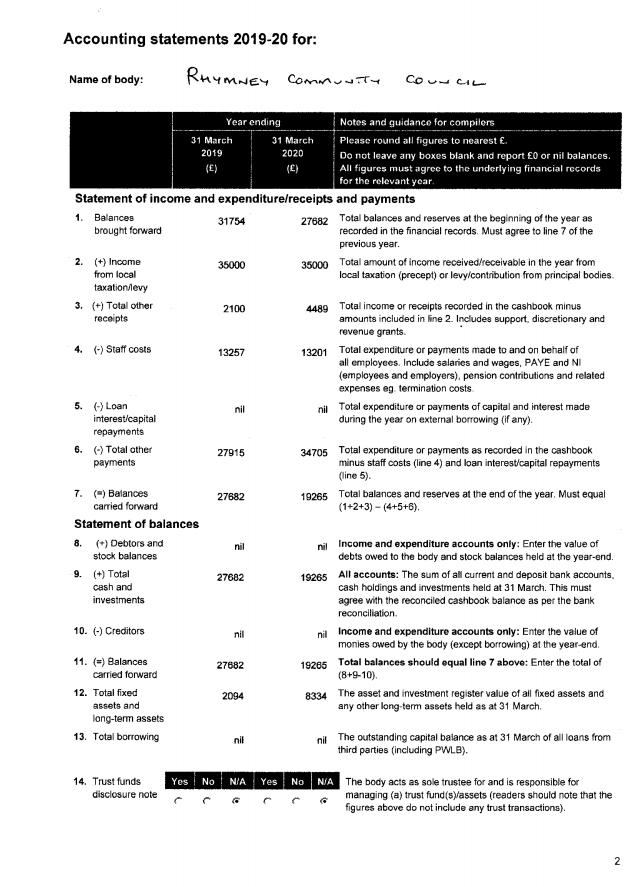 Accounting statements 2019-20 for:
Name of body: RHYMNEY COMMUNITY COUNCIL
Year ending Notes and guidance for compilers
31 March 2019 (£) 31 March 2020 (£) Please round all figures to nearest £.
Do not leave any boxes blank and report £0 or nil balances.
All figures must agree to the underlying financial records
for the relevant year.
Statement of income and expenditure/receipts and payments
1. Balances brought forward 31754 27682 Total balances and reserves at the beginning of the year as
recorded in the financial records. Must agree to line 7 of the
previous year.
2. (+) Income from local taxation/levy 35000 35000 Total amount of income received/receivable in the year from
local taxation (precept) or levy/contribution from principal bodies.
3. (+) Total other receipts 2100 4489 Total income or receipts recorded in the cashbook minus
amounts included in line 2. Includes support, discretionary and
revenue grants.
4. (-) Staff costs 13257 13201 Total expenditure or payments made to and on behalf of
all employees. Include salaries and wages, PAYE and NI
(employees and employers), pension contributions and related
expenses eg. termination costs.
5. (-) Loan interest/capital repayments nil nil Total expenditure or payments of capital and interest made
during the year on external borrowing (if any).
6. (-) Total other payments 27915 34705 Total expenditure or payments as recorded in the cashbook
minus staff costs (line 4) and loan interest/capital repayments
(line 5).
7. (=) Balances carried forward 27682 19265 Total balances and reserves at the end of the year. Must equal
(1+2+3) – (4+5+6).
Statement of balances
8. (+) Debtors and stock balances nil nil Income and expenditure accounts only: Enter the value of
debts owed to the body and stock balances held at the year-end.
9. (+) Total cash and investments 27682 19265 All accounts: The sum of all current and deposit bank accounts,
cash holdings and investments held at 31 March. This must
agree with the reconciled cashbook balance as per the bank
reconciliation.
10. (-) Creditors nil nil Income and expenditure accounts only: Enter the value of
monies owed by the body (except borrowing) at the year-end.
11. (=) Balances carried forward 27682 19265 Total balances should equal line 7 above: Enter the total of
(8+9-10).
12. Total fixed assets and long-term assets 2094 8334 The asset and investment register value of all fixed assets and
any other long-term assets held as at 31 March.
13. Total borrowing nil nil The outstanding capital balance as at 31 March of all loans from
third parties (including PWLB).
14. Trust funds disclosure note Yes No N/A Yes No N/A The body acts as sole trustee for and is responsible for
managing (a) trust fund(s)/assets (readers should note that the
figures above do not include any trust transactions).
2